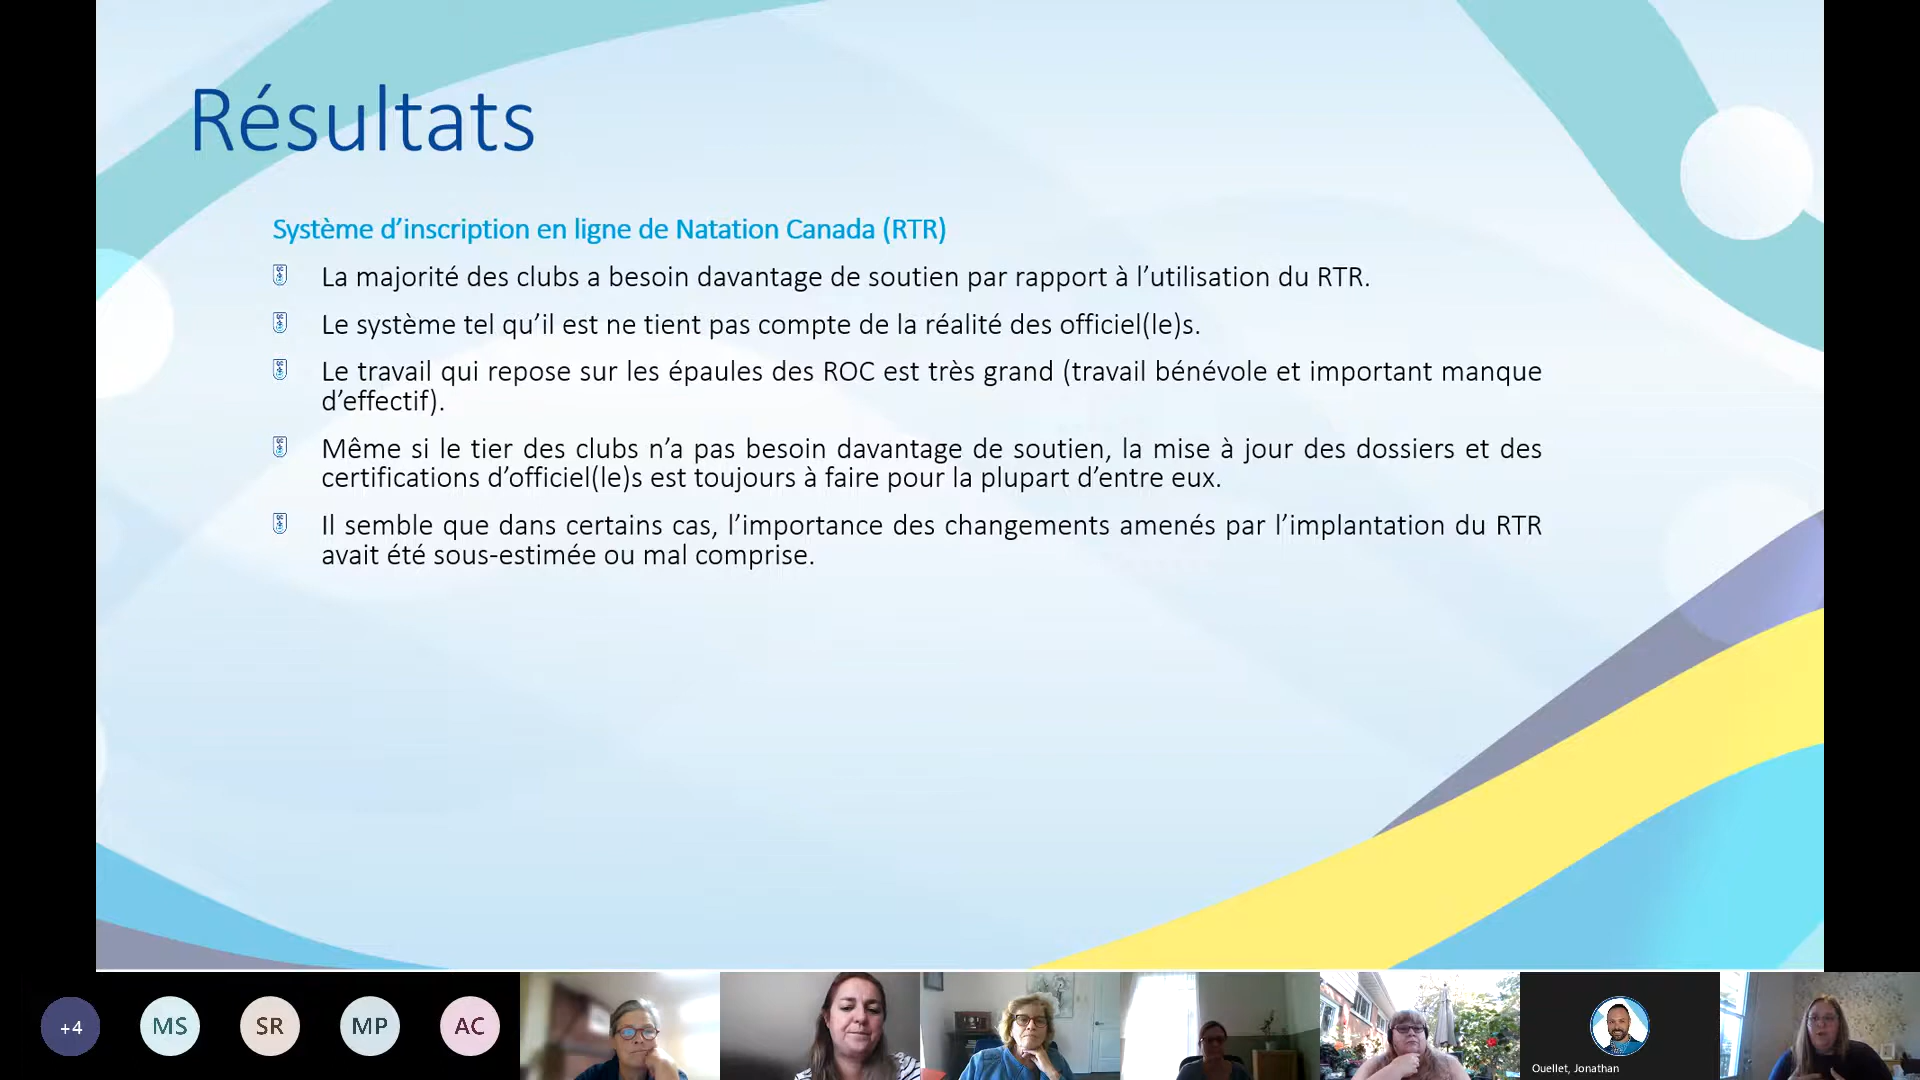 Résultats
Système d’inscription en ligne de Natation Canada (RTR)
La majorité des clubs a besoin davantage de soutien par rapport à l’utilisation du RTR.
Le système tel qu’il est ne tient pas compte de la réalité des officiel(le)s.
Le travail qui repose sur les épaules des ROC est très grand (travail bénévole et important manque
d’effectif).
Même si le tier des clubs n’a pas besoin davantage de soutien, la mise à jour des dossiers et des
certifications d’officiel(le)s est toujours à faire pour la plupart d’entre eux.
Il semble que dans certains cas, l’importance des changements amenés par l’implantation du RTR
avait été sous-estimée ou mal comprise.
+4
MS
SR
MP
AC
Ouellet, Jonathan